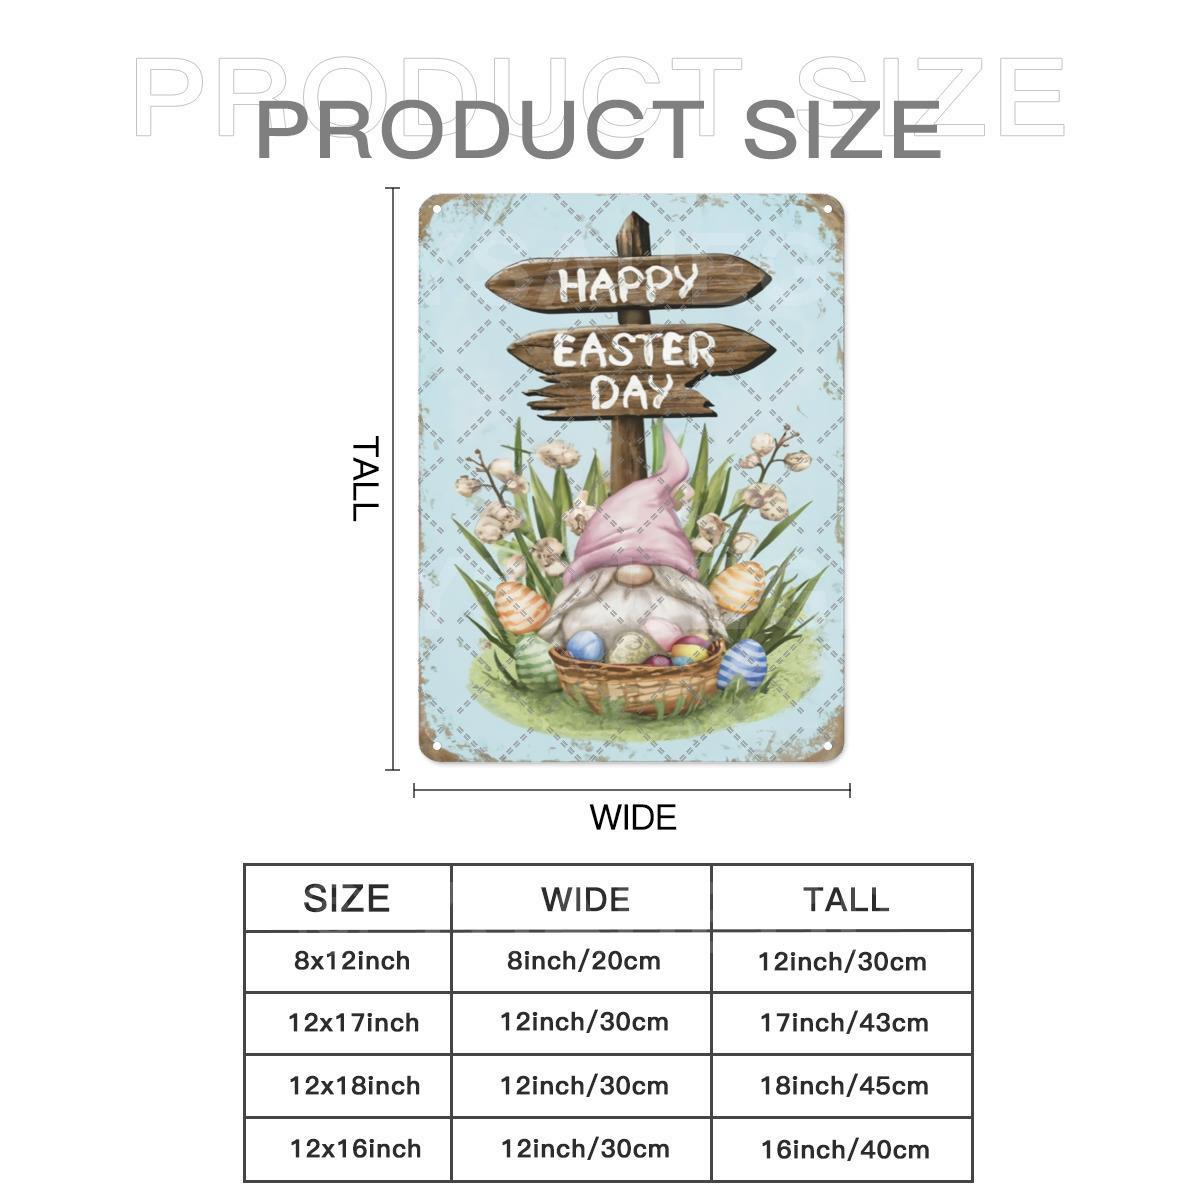 PRODUCT SIZE
PRODUCT SIZE
HAPPY
EASTER
DAY
TALL
WIDE
SIZE WIDE TALL
8x12inch 8inch/20cm 12inch/30cm
12x17inch 12inch/30cm 17inch/43cm
12x18inch 12inch/30cm 18inch/45cm
12x16inch 12inch/30cm 16inch/40cm